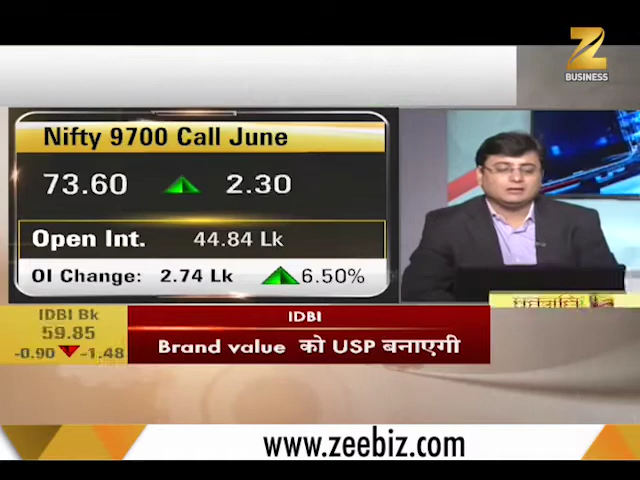 Z
BUSINESS
Nifty 9700 Call June
73.60 2.30
Open Int. 44.84 Lk
OI Change: 2.74 Lk 6.50%
IDBI Bk
59.85
-0.90 -1.48
IDBI
Brand value को USP बनाएगी
www.zeebiz.com